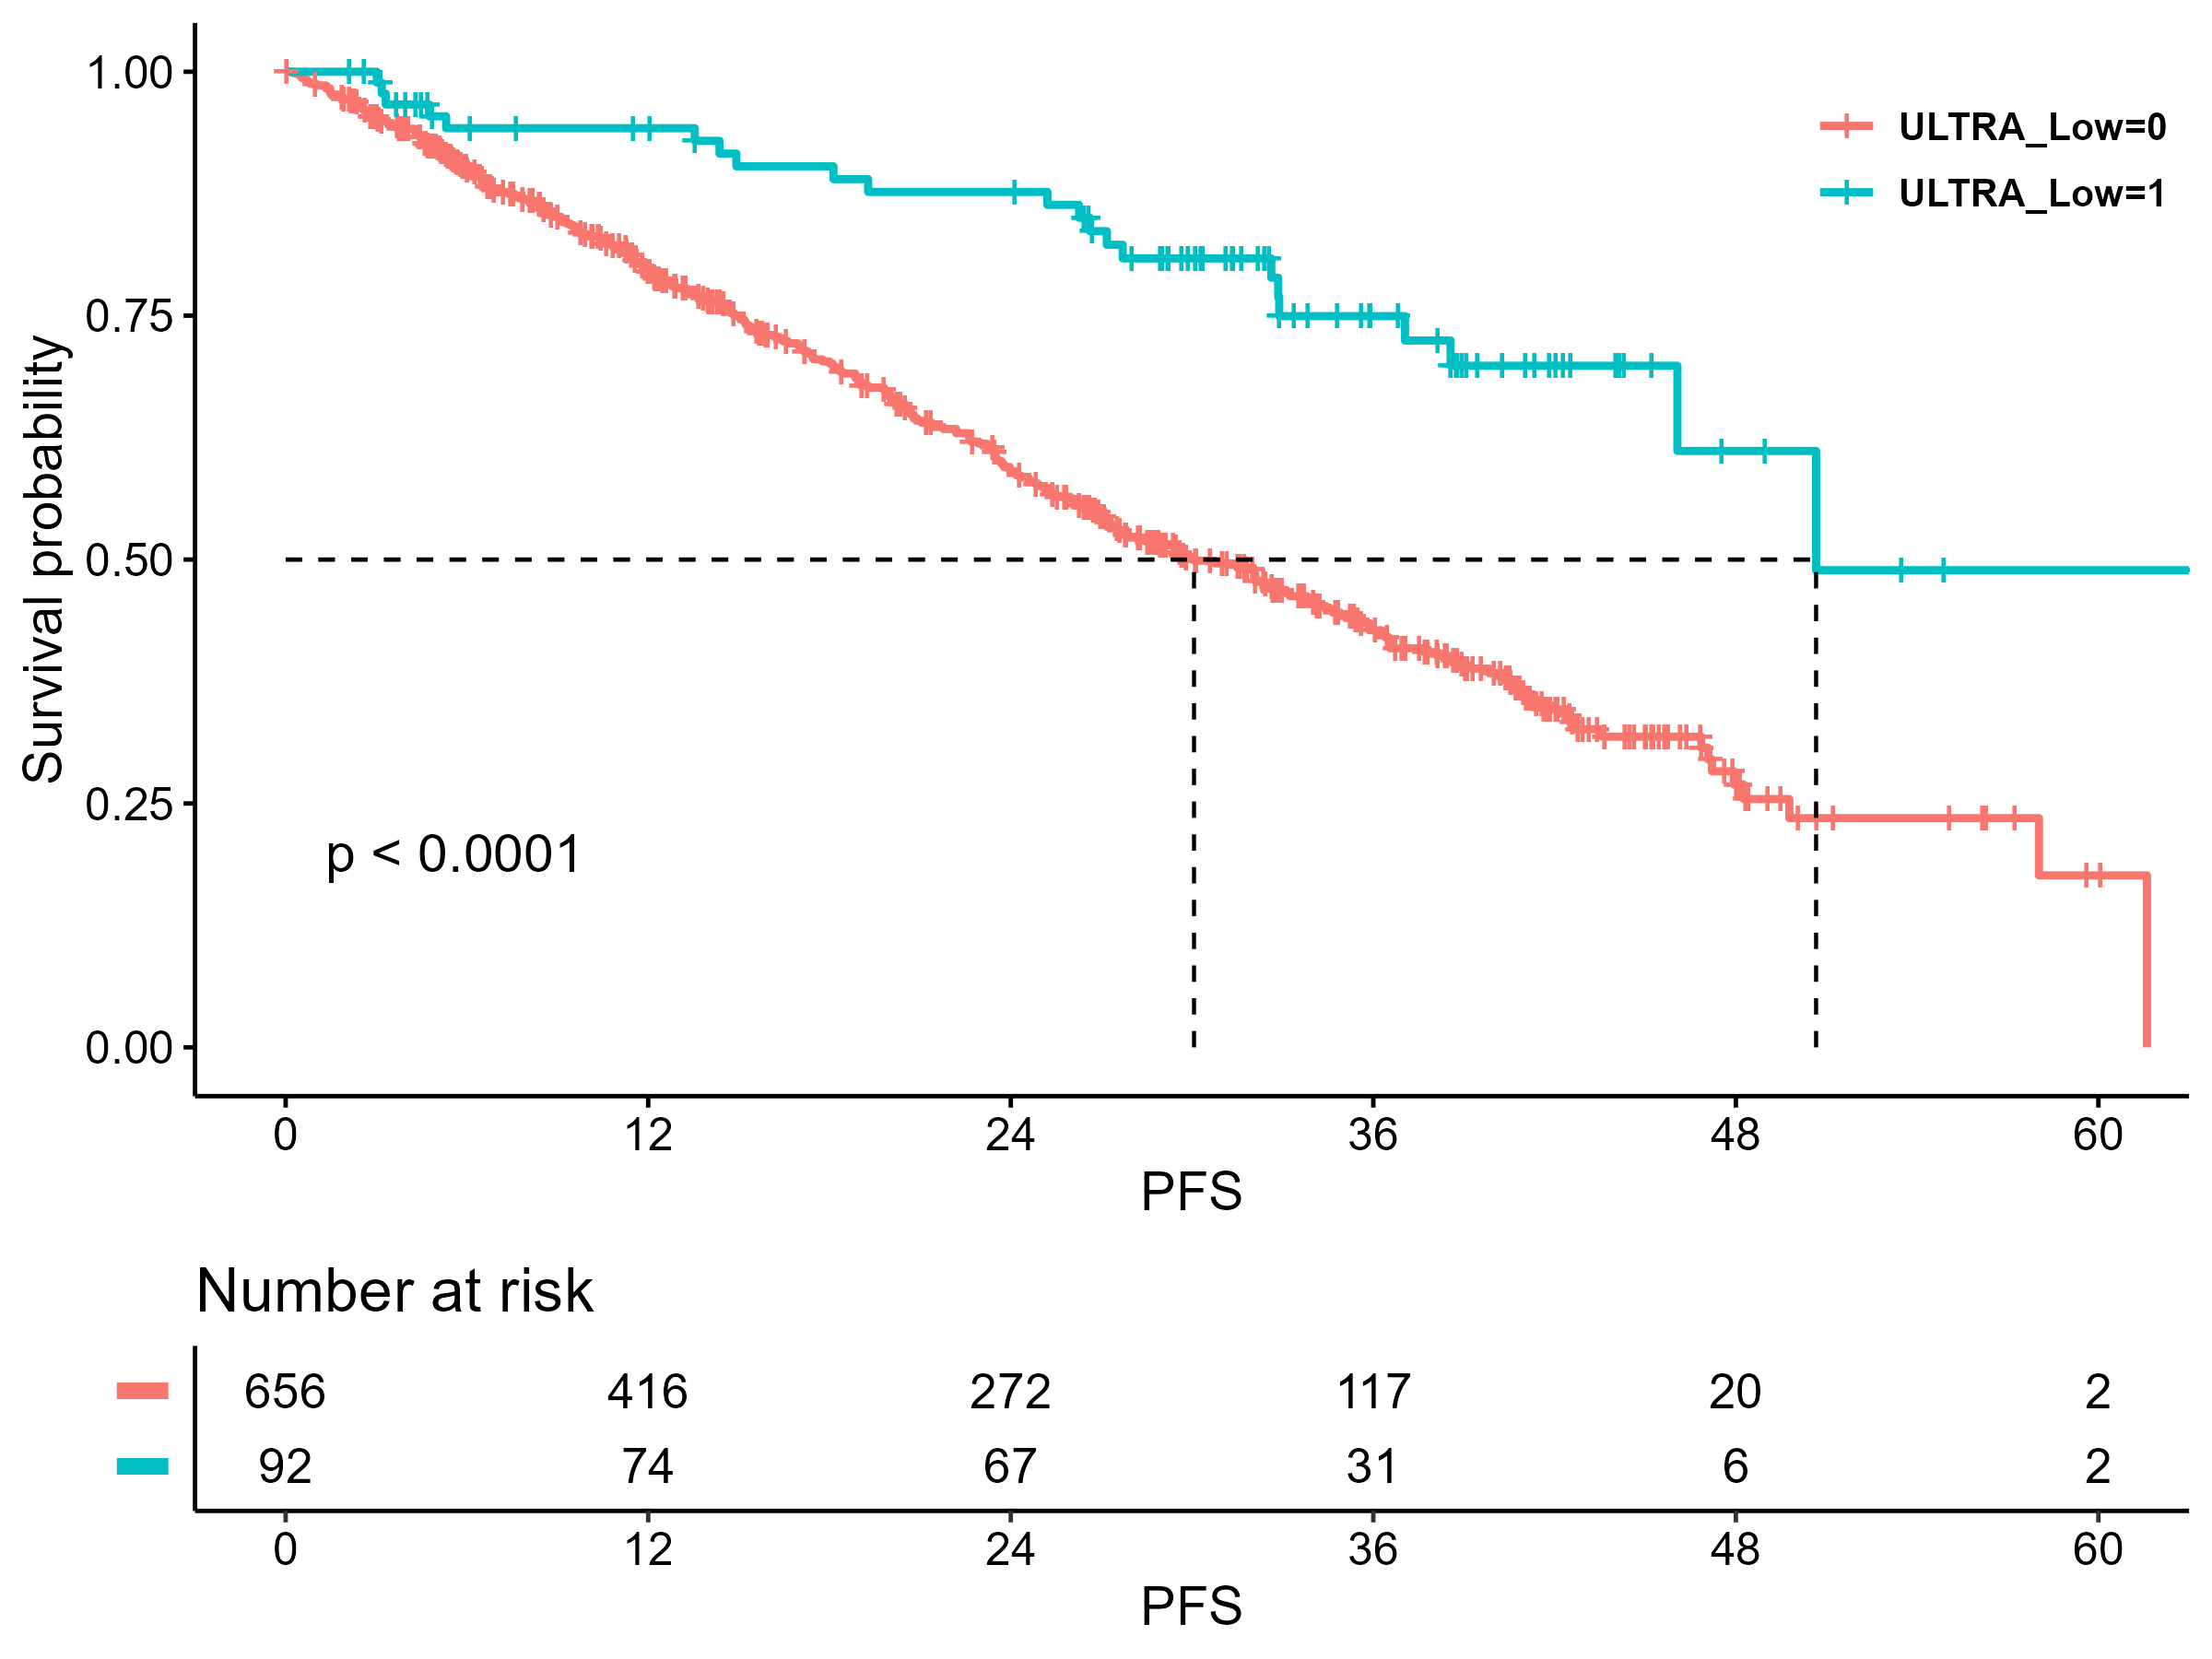 ULTRA_Low=0
ULTRA_Low=1
Survival probability
1.00
0.75
0.50
0.25
0.00
p < 0.0001
0 12 24 36 48 60
PFS
Number at risk
656 416 272 117 20 2
92 74 67 31 6 2
0 12 24 36 48 60
PFS